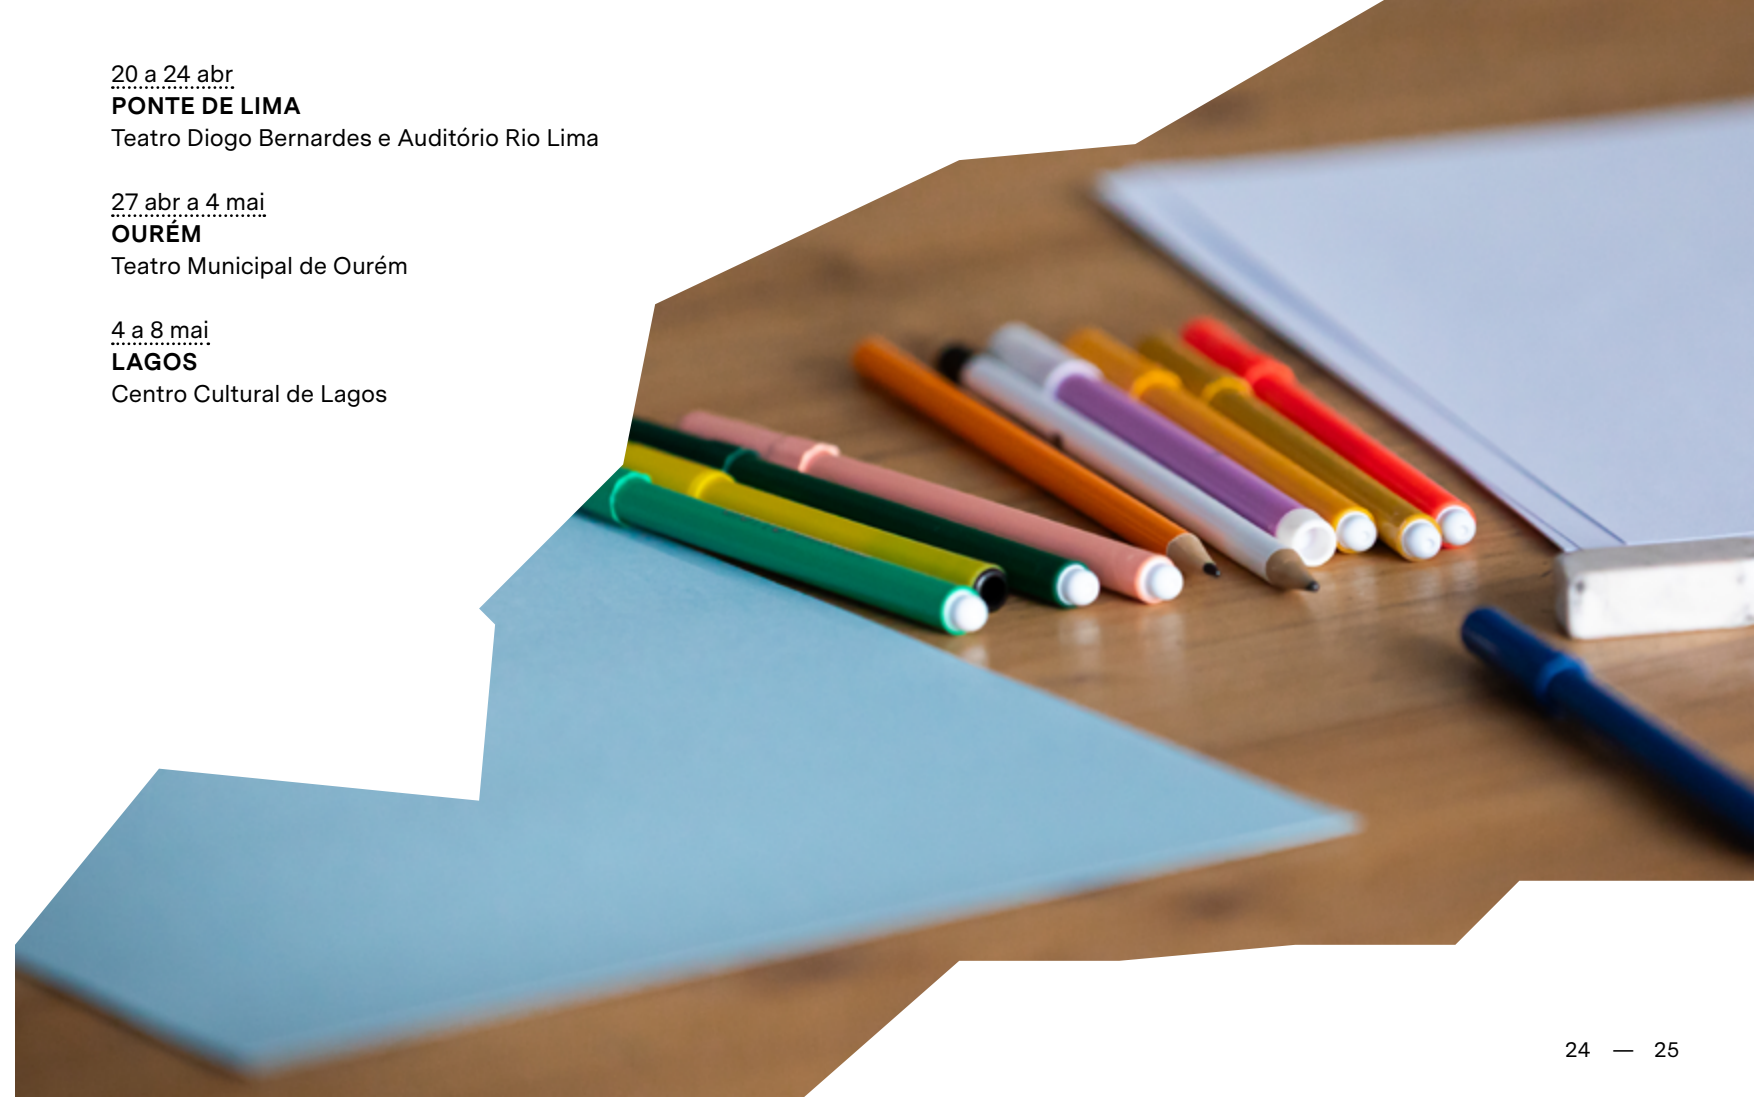 20 a 24 abr
PONTE DE LIMA
Teatro Diogo Bernardes e Auditório Rio Lima
27 abr a 4 mai
OURÉM
Teatro Municipal de Ourém
4 a 8 mai
LAGOS
Centro Cultural de Lagos
24 — 25